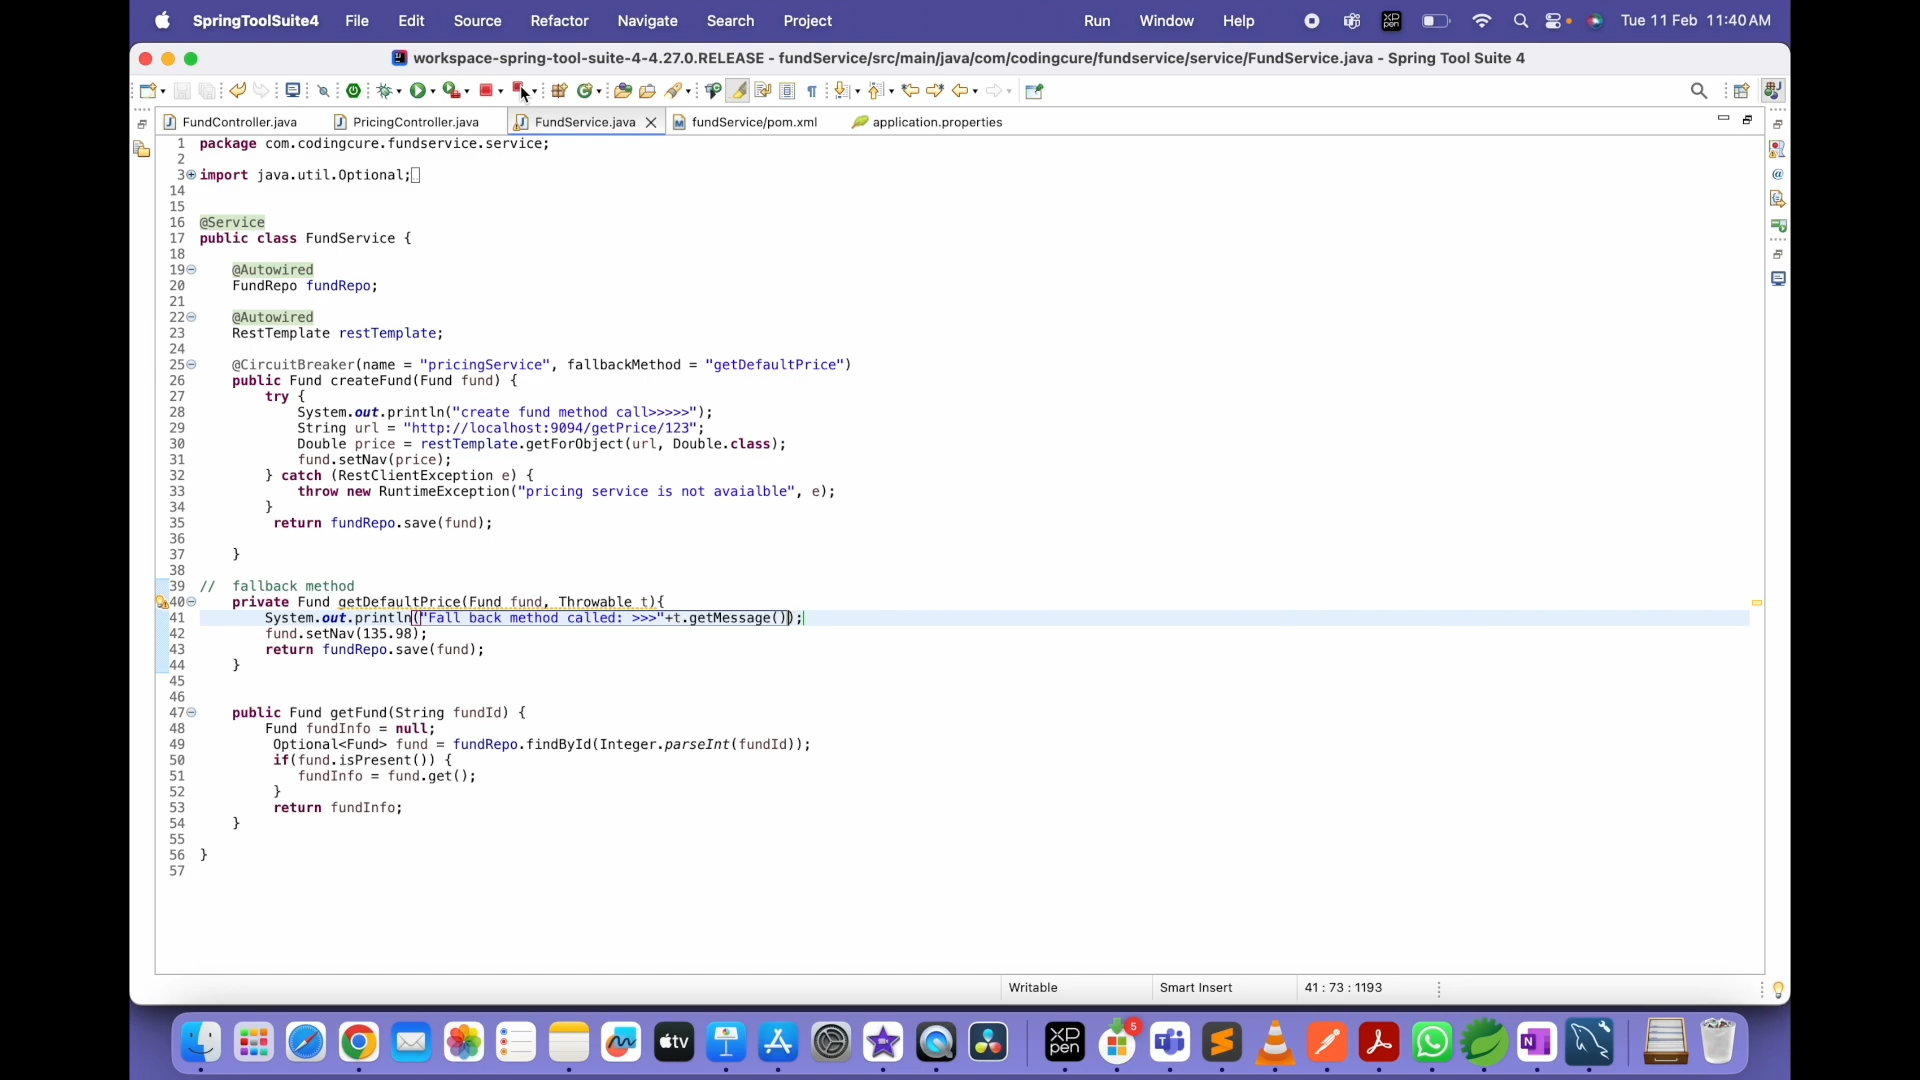 SpringToolSuite4 File Edit Source Refactor Navigate Search Project Run Window Help Tue 11 Feb 11:40 AM
workspace-spring-tool-suite-4-4.27.0.RELEASE - fundService/src/main/java/com/codingcure/fundservice/service/FundService.java - Spring Tool Suite 4
FundController.java PricingController.java FundService.java fundService/pom.xml application.properties
1 package com.codingcure.fundservice.service;
2
3 import java.util.Optional;
14
15
16 @Service
17 public class FundService {
18
19 @Autowired
20 FundRepo fundRepo;
21
22 @Autowired
23 RestTemplate restTemplate;
24
25 @CircuitBreaker(name = "pricingService", fallbackMethod = "getDefaultPrice")
26 public Fund createFund(Fund fund) {
27 try {
28 System.out.println("create fund method call>>>>>");
29 String url = "http://localhost:9094/getPrice/123";
30 Double price = restTemplate.getForObject(url, Double.class);
31 fund.setNav(price);
32 } catch (RestClientException e) {
33 throw new RuntimeException("pricing service is not avaialble", e);
34 }
35 return fundRepo.save(fund);
36
37 }
38
39 // fallback method
40 private Fund getDefaultPrice(Fund fund, Throwable t){
41 System.out.println("Fall back method called: >>>"+t.getMessage());
42 fund.setNav(135.98);
43 return fundRepo.save(fund);
44 }
45
46
47 public Fund getFund(String fundId) {
48 Fund fundInfo = null;
49 Optional<Fund> fund = fundRepo.findById(Integer.parseInt(fundId));
50 if(fund.isPresent()) {
51 fundInfo = fund.get();
52 }
53 return fundInfo;
54 }
55
56 }
57
Writable Smart Insert 41 : 73 : 1193
tv XP pen 5 N